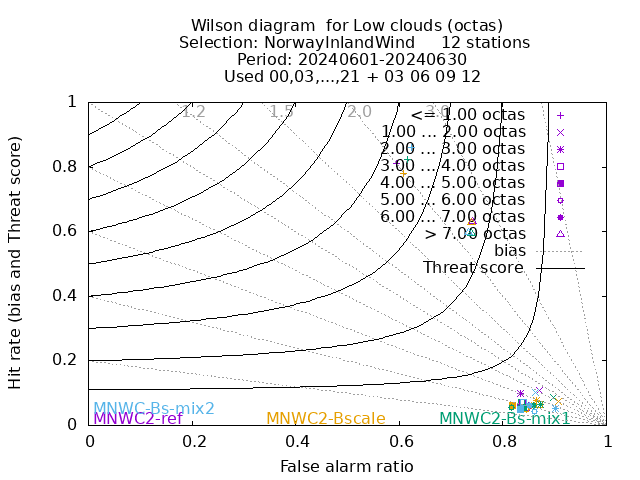 Wilson diagram  for Low clouds (octas)
Selection: NorwayInlandWind     12 stations
Period: 20240601-20240630
Used 00,03,...,21 + 03 06 09 12
1.2 1.5 2.0 3.0
<= 1.00 octas
1.00 ... 2.00 octas
2.00 ... 3.00 octas
3.00 ... 4.00 octas
4.00 ... 5.00 octas
5.00 ... 6.00 octas
6.00 ... 7.00 octas
> 7.00 octas
bias
Threat score
Hit rate (bias and Threat score)
1
0.8
0.6
0.4
0.2
0
MNWC-Bs-mix2
MNWC2-ref MNWC2-Bscale MNWC2-Bs-mix1
0 0.2 0.4 0.6 0.8 1
False alarm ratio